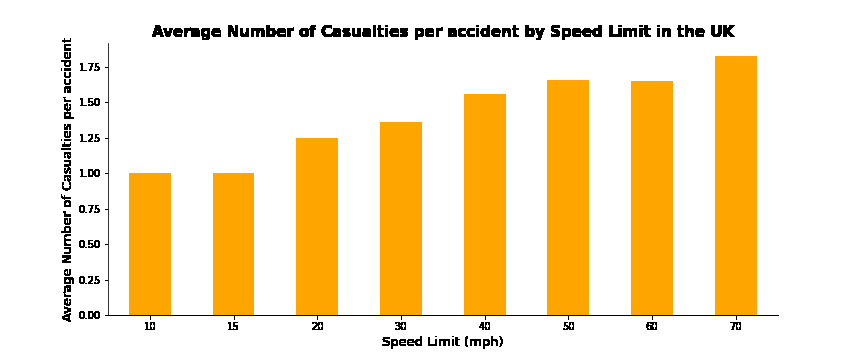 Average Number of Casualties per accident by Speed Limit in the UK
Average Number of Casualties per accident
1.75
1.50
1.25
1.00
0.75
0.50
0.25
0.00
10 15 20 30 40 50 60 70
Speed Limit (mph)